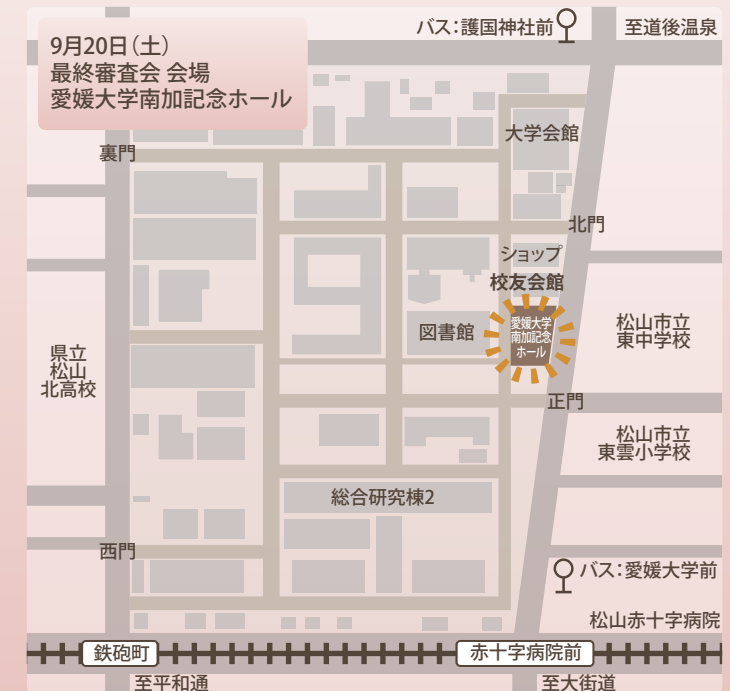 バス：護国神社前
至道後温泉
9月20日（土）
最終審査会 会場
愛媛大学南加記念ホール
大学会館
裏門
北門
ショップ
校友会館
愛媛大学
南加記念
ホール
図書館
松山市立
東中学校
県立
松山
北高校
正門
松山市立
東雲小学校
総合研究棟2
西門
バス：愛媛大学前
松山赤十字病院
鉄砲町
赤十字病院前
至平和通
至大街道